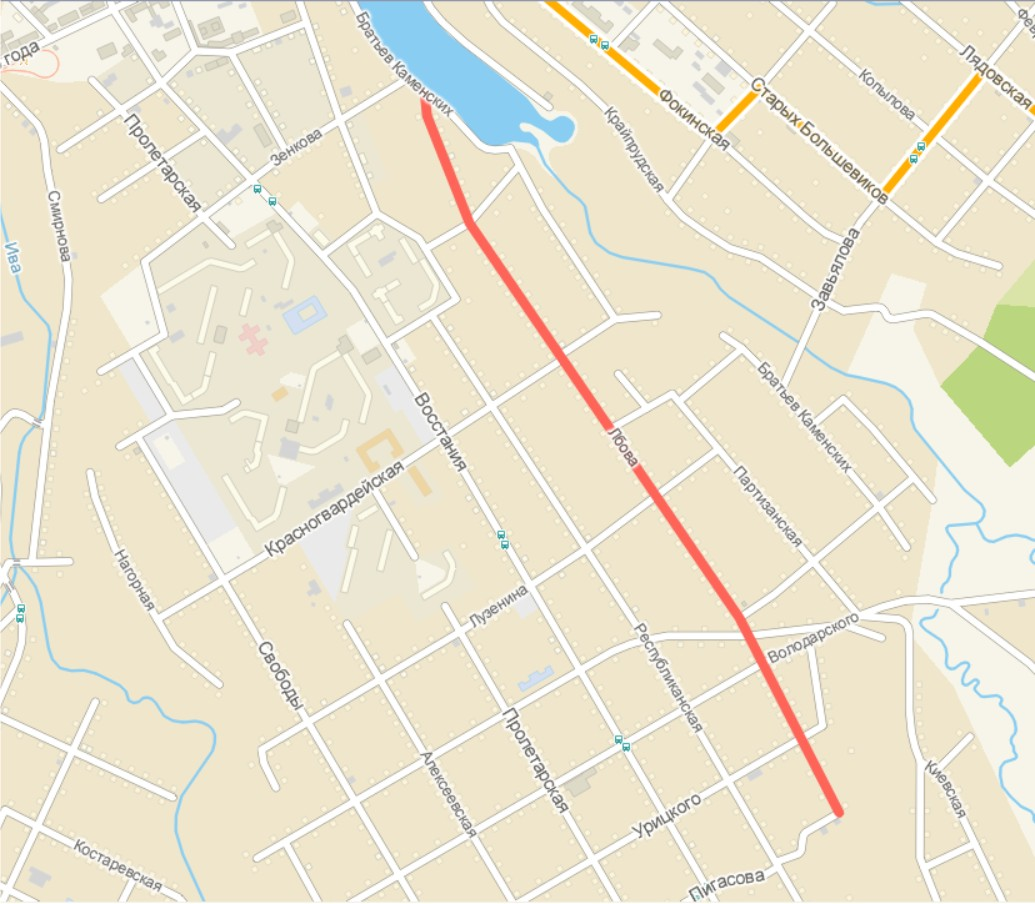 Братьев Каменских
года
Фокинская
Лядовская
Старых Большевиков
Копылова
Крайпрудская
Пролетарская
Зенкова
Смирнова
Ива
Завьялова
Восстания
Братьев Каменских
Лбова
Красногвардейская
Партизанская
Нагорная
Лузенина
Володарского
Республиканская
Свободы
Пролетарская
Алексеевская
Киевская
Урицкого
Костаревская
Пигасова